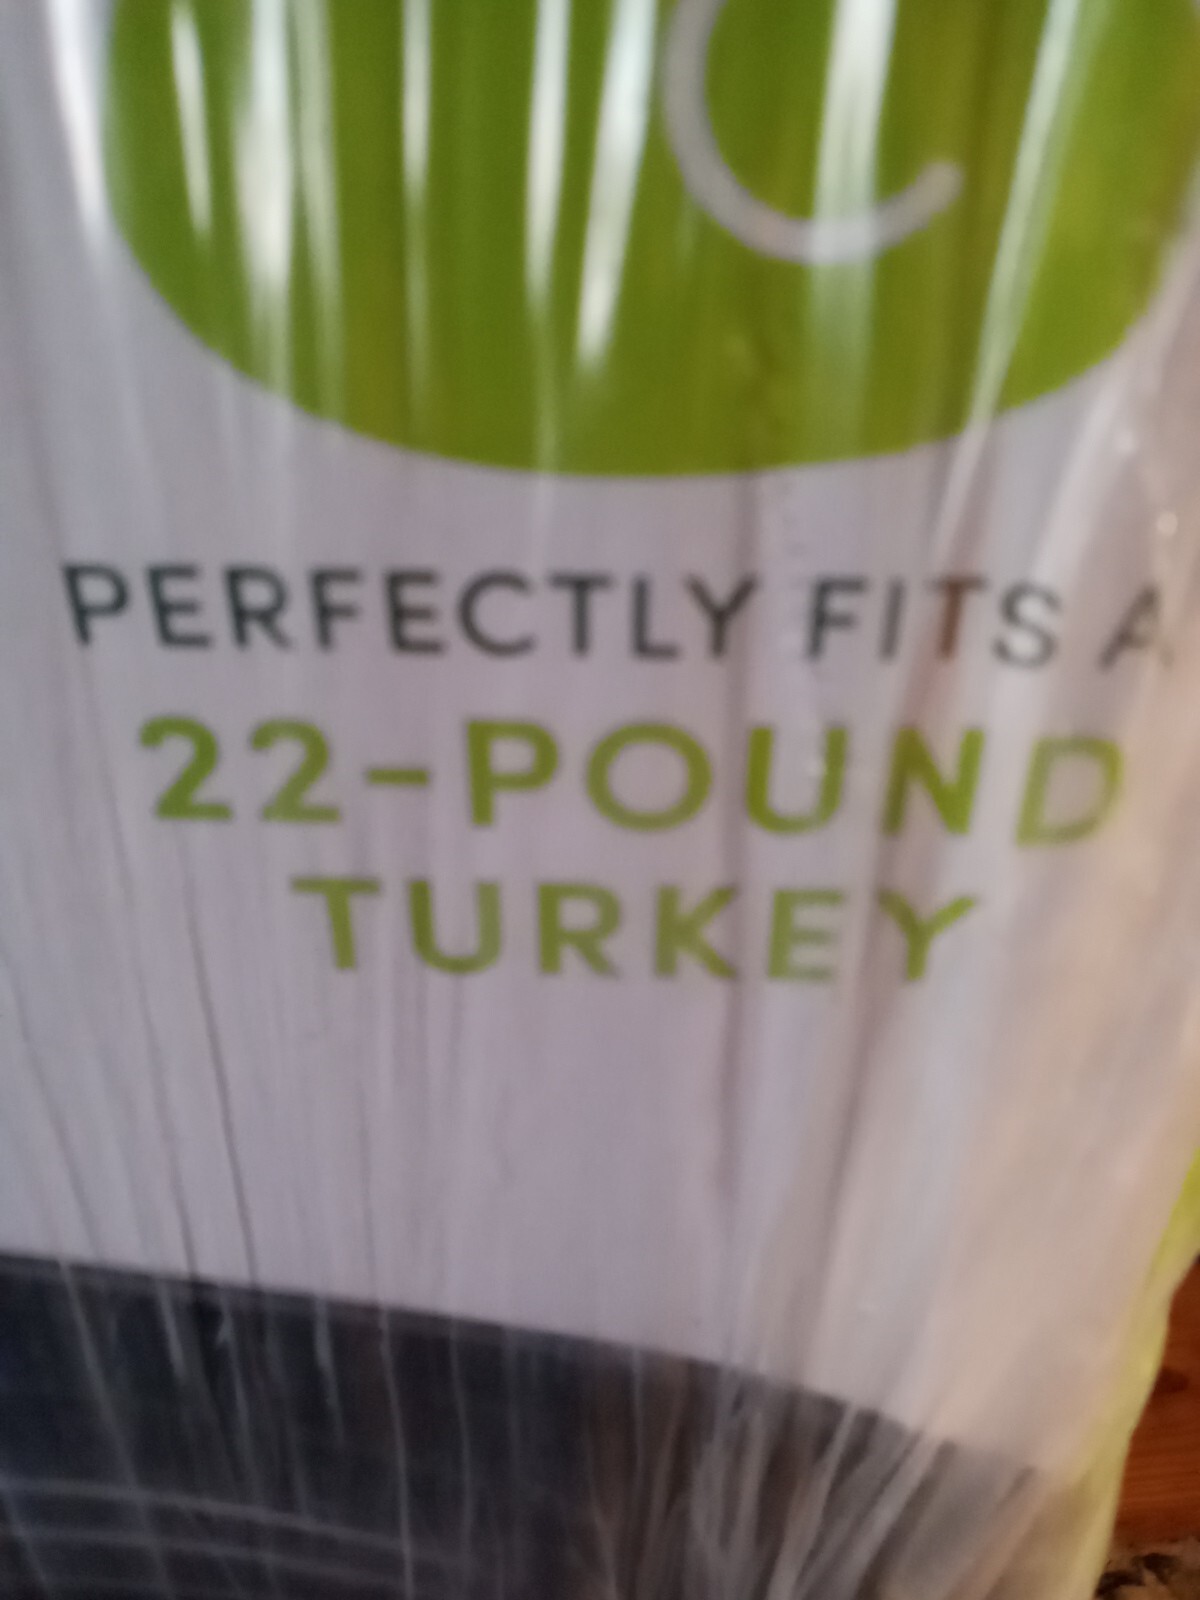 PERFECTLY FITS A
22-POUND
TURKEY